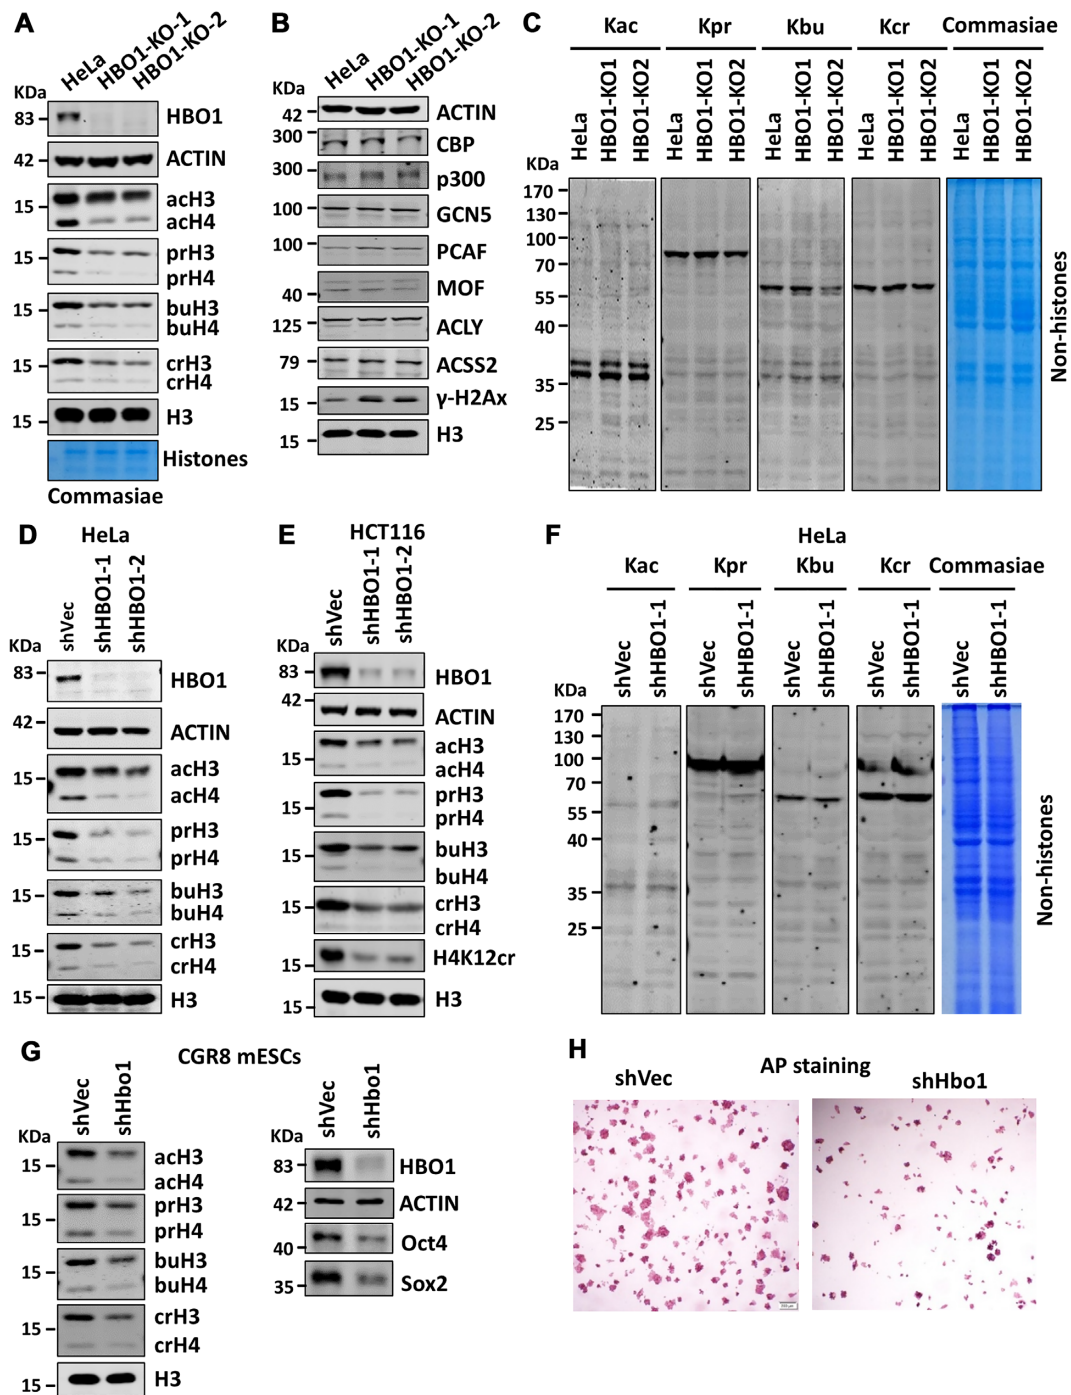 A
HeLa
HBO1-KO-1
HBO1-KO-2
KDa
83
HBO1
42
ACTIN
15
acH3
acH4
prH3
prH4
15
buH3
buH4
15
crH3
crH4
15
H3
Histones
Commasiae
B
HeLa
HBO1-KO-1
HBO1-KO-2
KDa
42
ACTIN
300
CBP
300
p300
100
GCN5
100
PCAF
MOF
40
125
ACLY
79
ACSS2
15
γ-H2Ax
15
H3
C
Kac
Kpr
Kbu
Kcr
Commasiae
HeLa
HBO1-KO1
HBO1-KO2
HeLa
HBO1-KO1
HBO1-KO2
HeLa
HBO1-KO1
HBO1-KO2
HeLa
HBO1-KO1
HBO1-KO2
HeLa
HBO1-KO1
HBO1-KO2
KDa
170
130
100
70
55
40
35
25
Non-histones
D
HeLa
shVec
shHBO1-1
shHBO1-2
KDa
83
HBO1
42
ACTIN
15
acH3
acH4
15
prH3
prH4
15
buH3
buH4
15
crH3
crH4
15
H3
E
HCT116
shVec
shHBO1-1
shHBO1-2
KDa
83
HBO1
42
ACTIN
15
acH3
acH4
15
prH3
prH4
15
buH3
buH4
15
crH3
crH4
15
H4K12cr
15
H3
F
HeLa
Kac
Kpr
Kbu
Kcr
Commasiae
shVec
shHBO1-1
shVec
shHBO1-1
shVec
shHBO1-1
shVec
shHBO1-1
shVec
shHBO1-1
KDa
170
130
100
70
55
40
35
25
Non-histones
G
CGR8 mESCs
shVec
shHbo1
KDa
15
acH3
acH4
15
prH3
prH4
15
buH3
buH4
15
crH3
crH4
15
H3
shVec
shHbo1
KDa
83
HBO1
42
ACTIN
40
Oct4
35
Sox2
H
AP staining
shVec
shHbo1